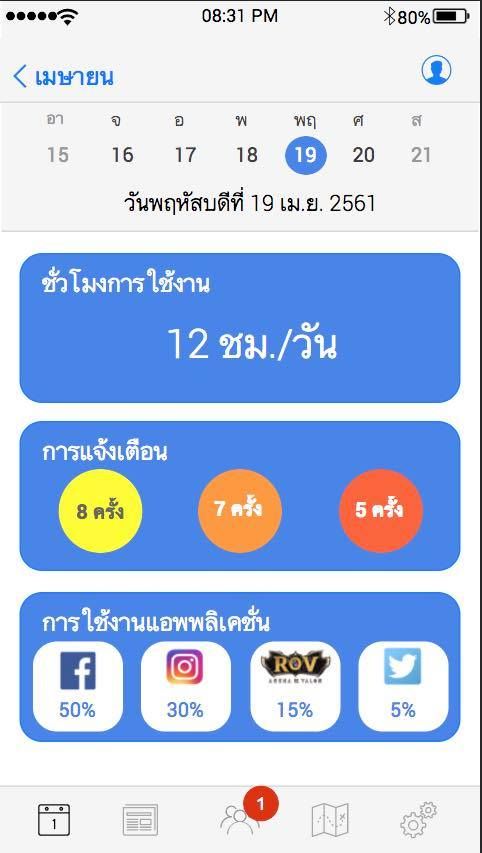 08:31 PM 80%
เมษายน
อา จ อ พ พฤ ศ ส
15 16 17 18 19 20 21
วันพฤหัสบดีที่ 19 เม.ย. 2561
ชั่วโมงการใช้งาน
12 ชม./วัน
การแจ้งเตือน
8 ครั้ง 7 ครั้ง 5 ครั้ง
การใช้งานแอพพลิเคชั่น
ROV
ARENA OF VALOR
50% 30% 15% 5%
1
1